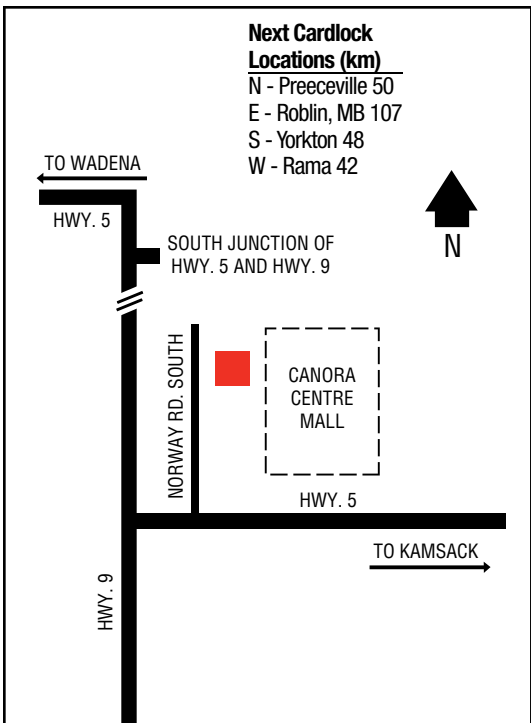 Next Cardlock
Locations (km)
N - Preeceville 50
E - Roblin, MB 107
S - Yorkton 48
W - Rama 42
TO WADENA
HWY. 5
N
SOUTH JUNCTION OF
HWY. 5 AND HWY. 9
NORWAY RD. SOUTH
CANORA
CENTRE
MALL
HWY. 5
TO KAMSACK
HWY. 9